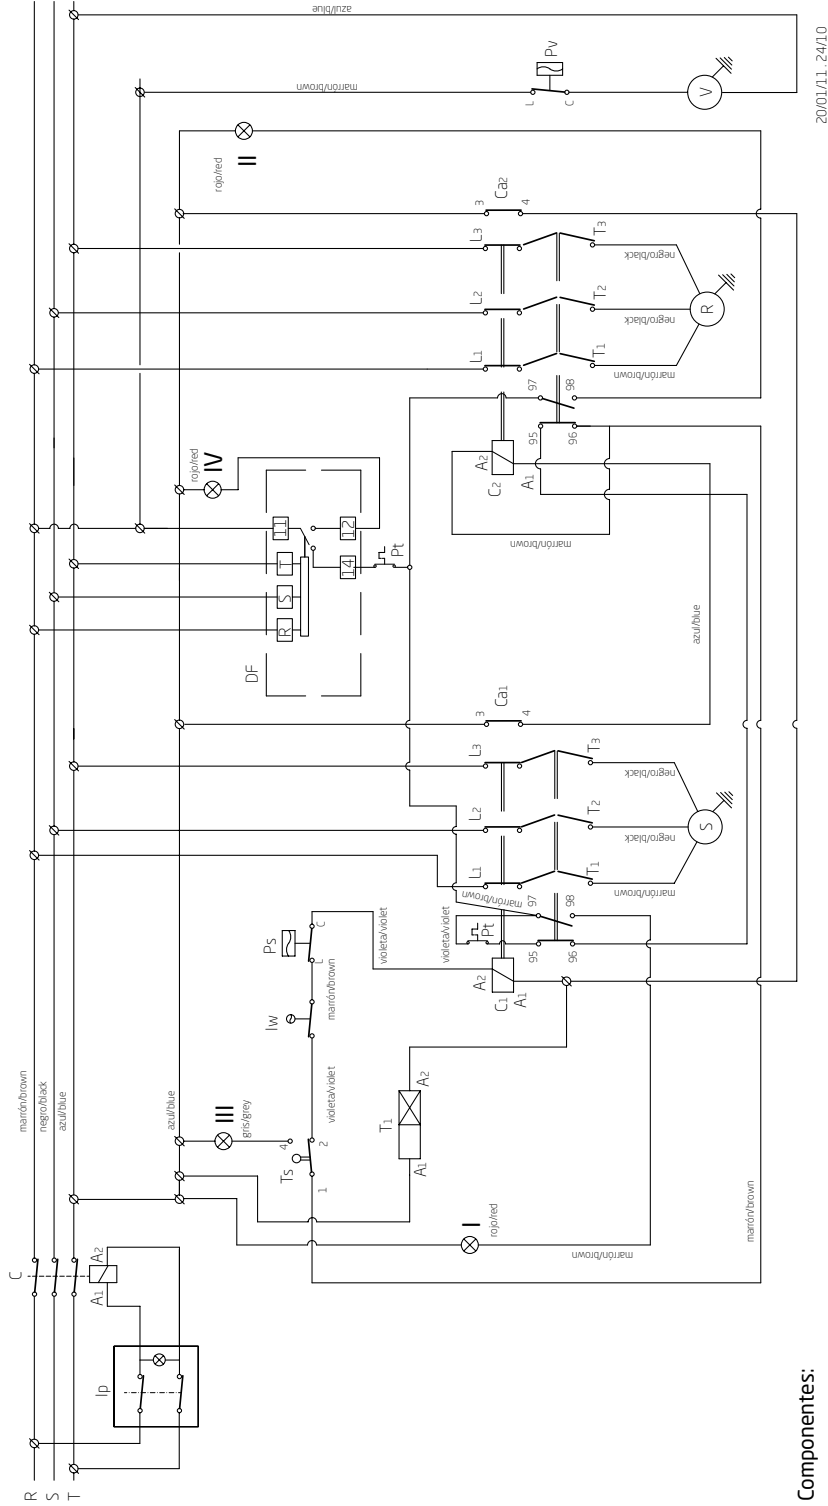 R
S
T
Ip
A1
A2
C
marrón/brown
negro/black
azul/blue
azul/blue
III
gris/grey
4
Ts
1
2
violeta/violet
Iw
marrón/brown
Ps
L
C
violeta/violet
I
rojo/red
marrón/brown
T1
A1
A2
marrón/brown
violeta/violet
Pt
A2
C1
A1
95
96
97
98
marrón/brown
L1
L2
L3
T1
T2
T3
marrón/brown
negro/black
negro/black
S
3
4
Ca1
azul/blue
DF
R
S
T
11
14
12
Pt
rojo/red
IV
marrón/brown
A2
C2
A1
95
96
97
98
L1
L2
L3
T1
T2
T3
marrón/brown
negro/black
negro/black
R
3
4
Ca2
rojo/red
II
marrón/brown
L
C
Pv
V
azul/blue
20/01/11 . 24/10
Componentes: